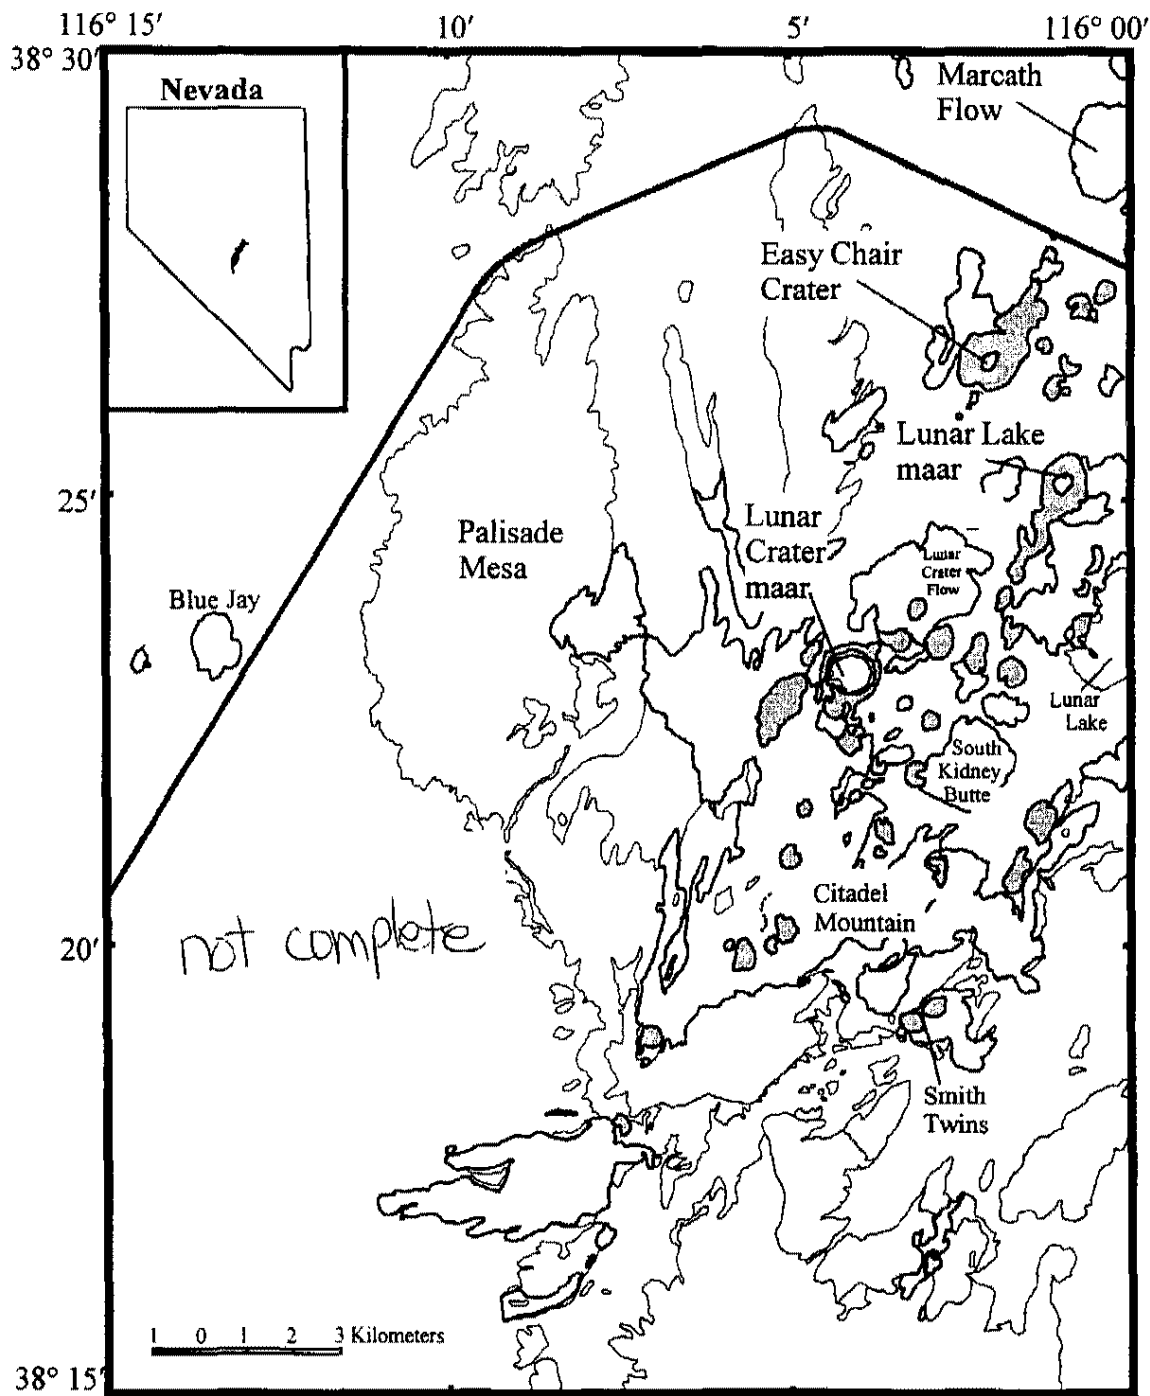 116° 15′ 10′ 5′ 116° 00′
38° 30′
Nevada
Marcath
Flow
Easy Chair
Crater
Lunar Lake
maar
25′
Palisade
Mesa
Lunar
Crater
maar
Lunar
Crater
Flow
Blue Jay
Lunar
Lake
South
Kidney
Butte
Citadel
Mountain
20′
not complete
Smith
Twins
1 0 1 2 3 Kilometers
38° 15′